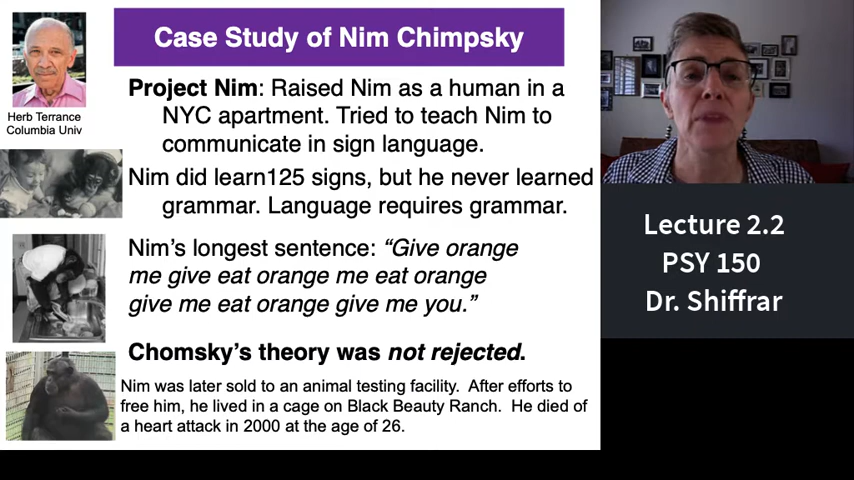 Case Study of Nim Chimpsky
Herb Terrance
Columbia Univ
Project Nim: Raised Nim as a human in a
NYC apartment. Tried to teach Nim to
communicate in sign language.
Nim did learn125 signs, but he never learned
grammar. Language requires grammar.
Nim’s longest sentence: “Give orange
me give eat orange me eat orange
give me eat orange give me you.”
Chomsky’s theory was not rejected.
Nim was later sold to an animal testing facility. After efforts to
free him, he lived in a cage on Black Beauty Ranch. He died of
a heart attack in 2000 at the age of 26.
Lecture 2.2
PSY 150
Dr. Shiffrar